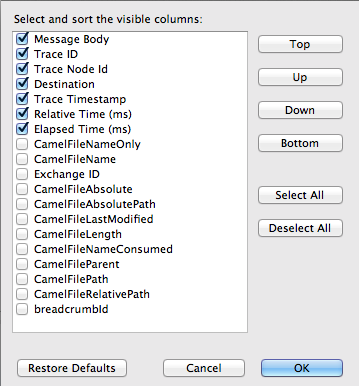 Select and sort the visible columns:
Message Body
Trace ID
Trace Node Id
Destination
Trace Timestamp
Relative Time (ms)
Elapsed Time (ms)
CamelFileNameOnly
CamelFileName
Exchange ID
CamelFileAbsolute
CamelFileAbsolutePath
CamelFileLastModified
CamelFileLength
CamelFileNameConsumed
CamelFileParent
CamelFilePath
CamelFileRelativePath
breadcrumbId
Top
Up
Down
Bottom
Select All
Deselect All
Restore Defaults
Cancel
OK